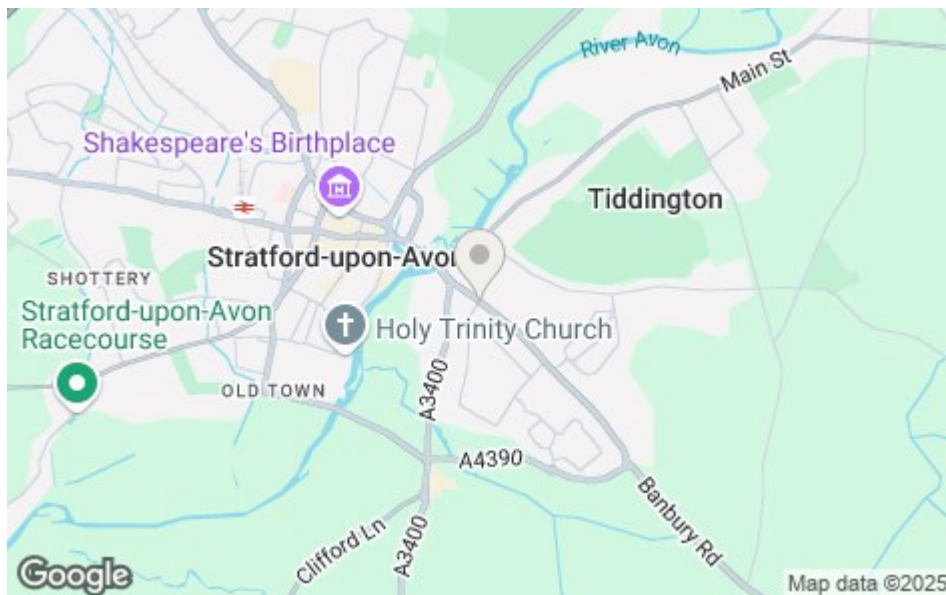 River Avon
Main St
Shakespeare's Birthplace
Tiddington
Stratford-upon-Avon
SHOTTERY
Stratford-upon-Avon
Racecourse
Holy Trinity Church
OLD TOWN
A3400
A4390
Banbury Rd
Clifford Ln
A3400
Google
Map data ©2025